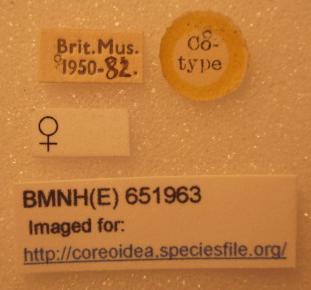 Brit. Mus.
1950-82.
Co-
type
♀
BMNH(E) 651963
Imaged for:
http://coreoidea.speciesfile.org/